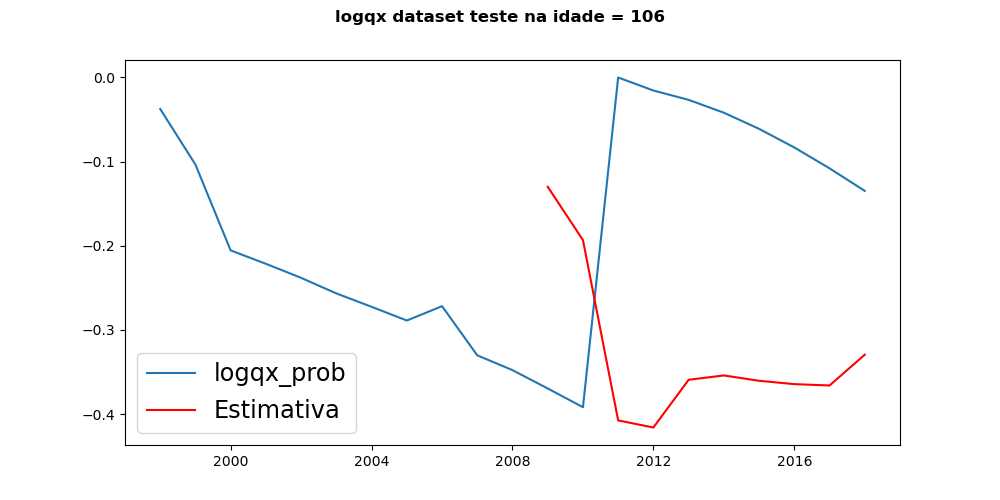 logqx dataset teste na idade = 106
0.0
−0.1
−0.2
−0.3
−0.4
logqx_prob
Estimativa
2000 2004 2008 2012 2016